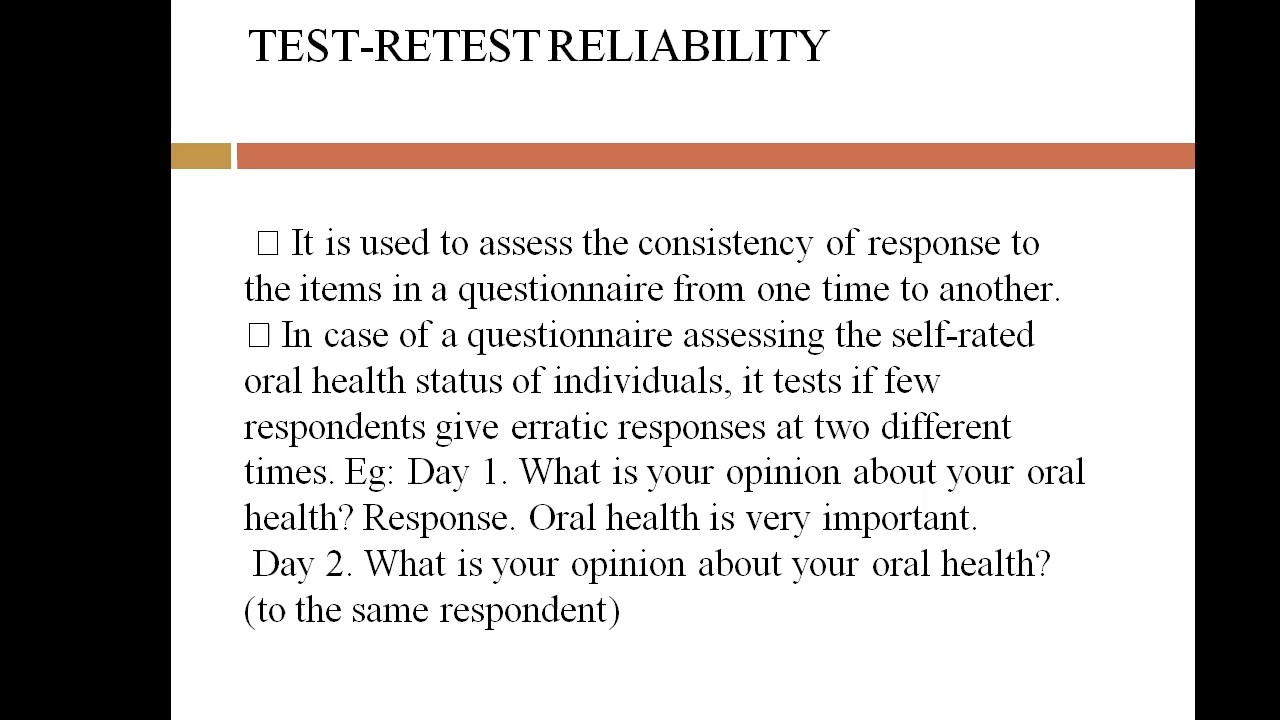 TEST-RETEST RELIABILITY
□ It is used to assess the consistency of response to
the items in a questionnaire from one time to another.
□ In case of a questionnaire assessing the self-rated
oral health status of individuals, it tests if few
respondents give erratic responses at two different
times. Eg: Day 1. What is your opinion about your oral
health? Response. Oral health is very important.
Day 2. What is your opinion about your oral health?
(to the same respondent)